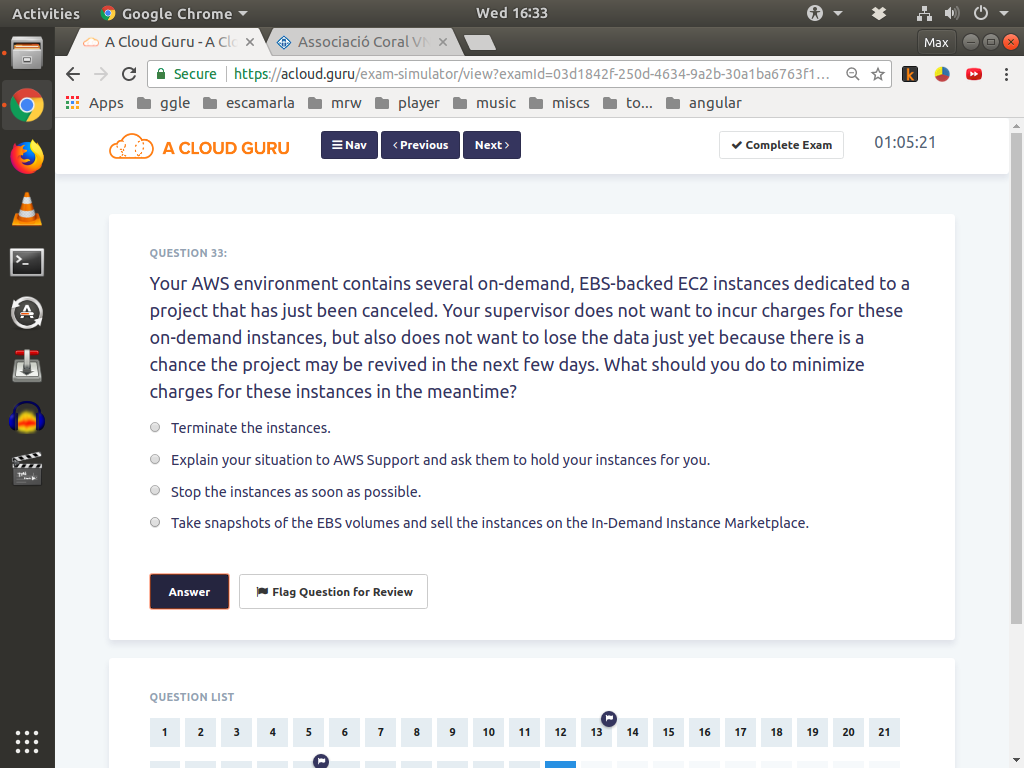 Activities
Google Chrome
Wed 16:33
A Cloud Guru - A Clo
Associació Coral VN
Max
Secure
https://acloud.guru/exam-simulator/view?examId=03d1842f-250d-4634-9a2b-30a1ba6763f1...
Apps
ggle
escamarla
mrw
player
music
miscs
to...
angular
A CLOUD GURU
Nav
Previous
Next
Complete Exam
01:05:21
QUESTION 33:
Your AWS environment contains several on-demand, EBS-backed EC2 instances dedicated to a
project that has just been canceled. Your supervisor does not want to incur charges for these
on-demand instances, but also does not want to lose the data just yet because there is a
chance the project may be revived in the next few days. What should you do to minimize
charges for these instances in the meantime?
Terminate the instances.
Explain your situation to AWS Support and ask them to hold your instances for you.
Stop the instances as soon as possible.
Take snapshots of the EBS volumes and sell the instances on the In-Demand Instance Marketplace.
Answer
Flag Question for Review
QUESTION LIST
1 2 3 4 5 6 7 8 9 10 11 12 13 14 15 16 17 18 19 20 21